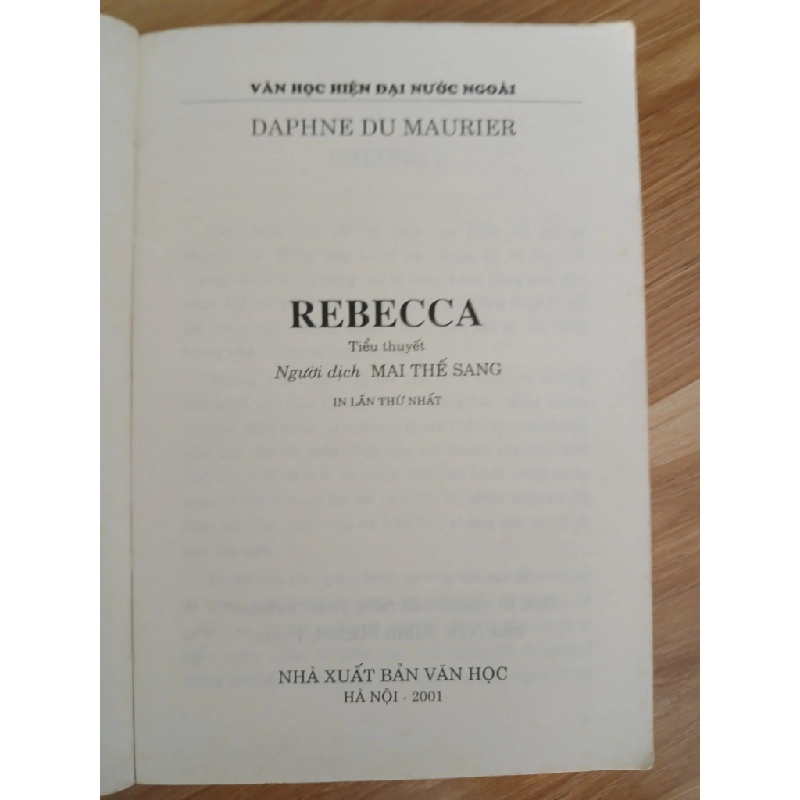 VĂN HỌC HIỆN ĐẠI NƯỚC NGOÀI
DAPHNE DU MAURIER
REBECCA
Tiểu thuyết
Người dịch MAI THẾ SANG
IN LẦN THỨ NHẤT
NHÀ XUẤT BẢN VĂN HỌC
HÀ NỘI - 2001